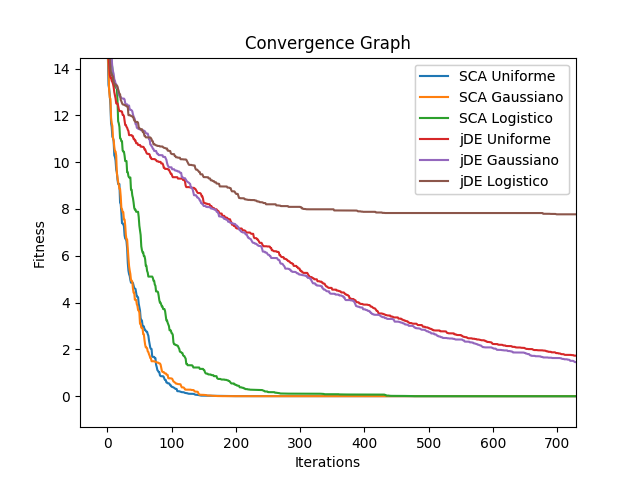 Convergence Graph
SCA Uniforme
SCA Gaussiano
SCA Logistico
jDE Uniforme
jDE Gaussiano
jDE Logistico
Fitness
14
12
10
8
6
4
2
0
0 100 200 300 400 500 600 700
Iterations